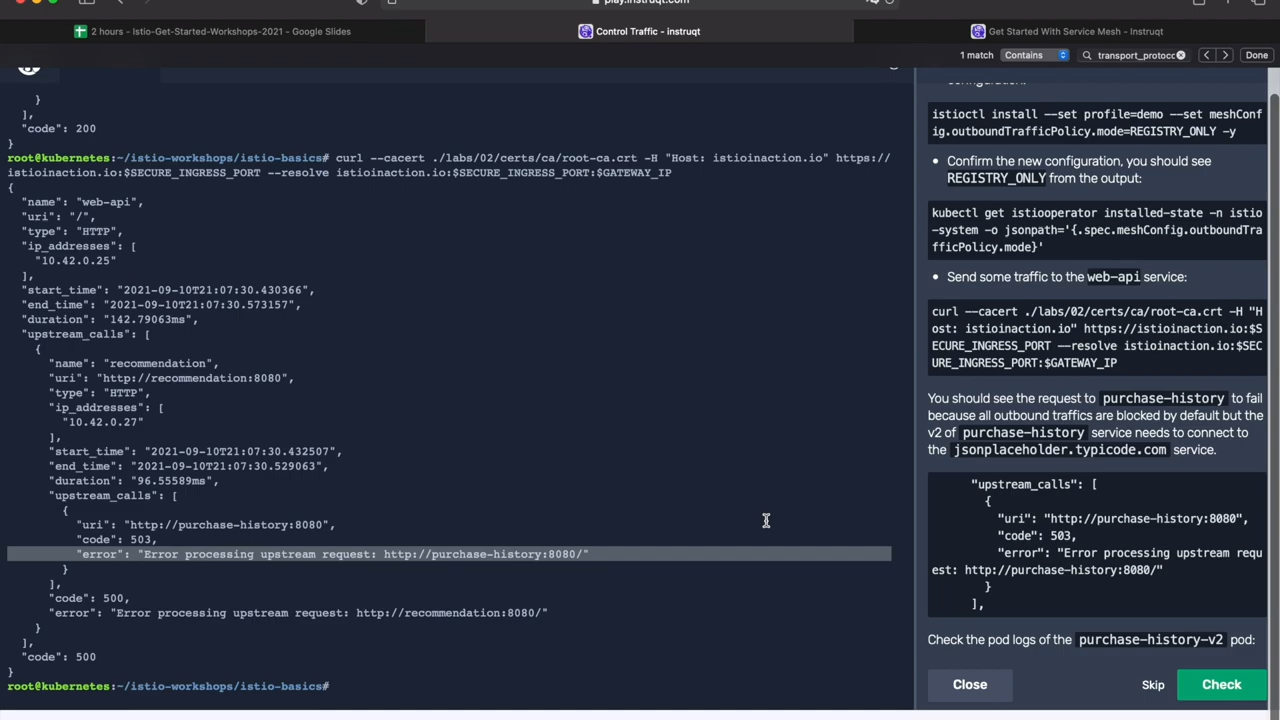 play.instruqt.com
2 hours - Istio-Get-Started-Workshops-2021 - Google Slides
Control Traffic - instruqt
Get Started With Service Mesh - Instruqt
1 match
Contains
transport_protocc
Done
}
],
"code": 200
}
root@kubernetes:~/istio-workshops/istio-basics# curl --cacert ./labs/02/certs/ca/root-ca.crt -H "Host: istioinaction.io" https://
istioinaction.io:$SECURE_INGRESS_PORT --resolve istioinaction.io:$SECURE_INGRESS_PORT:$GATEWAY_IP
{
"name": "web-api",
"uri": "/",
"type": "HTTP",
"ip_addresses": [
"10.42.0.25"
],
"start_time": "2021-09-10T21:07:30.430366",
"end_time": "2021-09-10T21:07:30.573157",
"duration": "142.79063ms",
"upstream_calls": [
{
"name": "recommendation",
"uri": "http://recommendation:8080",
"type": "HTTP",
"ip_addresses": [
"10.42.0.27"
],
"start_time": "2021-09-10T21:07:30.432507",
"end_time": "2021-09-10T21:07:30.529063",
"duration": "96.55589ms",
"upstream_calls": [
{
"uri": "http://purchase-history:8080",
"code": 503,
"error": "Error processing upstream request: http://purchase-history:8080/"
}
],
"code": 500,
"error": "Error processing upstream request: http://recommendation:8080/"
}
],
"code": 500
}
root@kubernetes:~/istio-workshops/istio-basics#
configuration:
istioctl install --set profile=demo --set meshConf
ig.outboundTrafficPolicy.mode=REGISTRY_ONLY -y
• Confirm the new configuration, you should see
REGISTRY_ONLY from the output:
kubectl get istiooperator installed-state -n istio
-system -o jsonpath='{.spec.meshConfig.outboundTra
fficPolicy.mode}'
• Send some traffic to the web-api service:
curl --cacert ./labs/02/certs/ca/root-ca.crt -H "H
ost: istioinaction.io" https://istioinaction.io:$S
ECURE_INGRESS_PORT --resolve istioinaction.io:$SEC
URE_INGRESS_PORT:$GATEWAY_IP
You should see the request to purchase-history to fail
because all outbound traffics are blocked by default but the
v2 of purchase-history service needs to connect to
the jsonplaceholder.typicode.com service.
"upstream_calls": [
{
"uri": "http://purchase-history:8080",
"code": 503,
"error": "Error processing upstream requ
est: http://purchase-history:8080/"
}
],
Check the pod logs of the purchase-history-v2 pod:
Close
Skip
Check